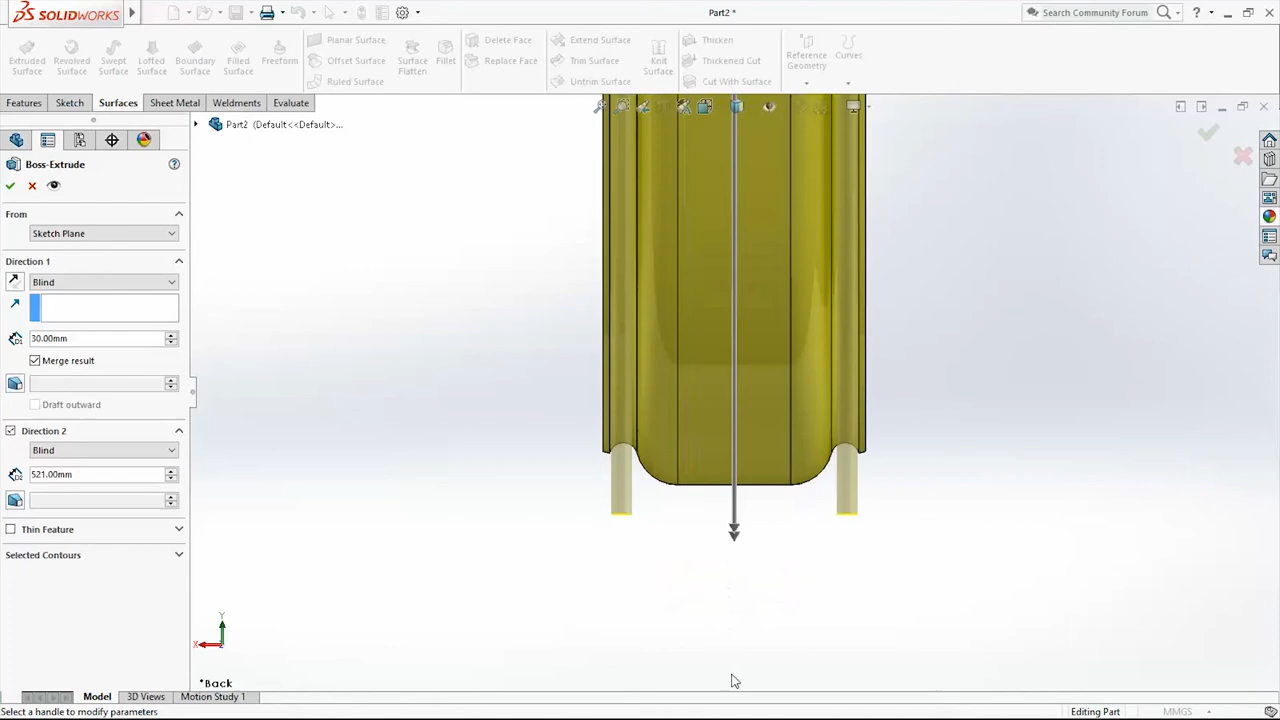 SOLIDWORKS
Part2 *
Search Community Forum
?
Extruded Surface
Revolved Surface
Swept Surface
Lofted Surface
Boundary Surface
Filled Surface
Freeform
Planar Surface
Offset Surface
Ruled Surface
Surface Flatten
Fillet
Delete Face
Replace Face
Extend Surface
Trim Surface
Untrim Surface
Knit Surface
Thicken
Thickened Cut
Cut With Surface
Reference Geometry
Curves
Features
Sketch
Surfaces
Sheet Metal
Weldments
Evaluate
Part2 (Default<<Default>...
Boss-Extrude
From
Sketch Plane
Direction 1
Blind
30.00mm
Merge result
Draft outward
Direction 2
Blind
521.00mm
Thin Feature
Selected Contours
Y
X
*Back
Model
3D Views
Motion Study 1
Select a handle to modify parameters
Editing Part
MMGS